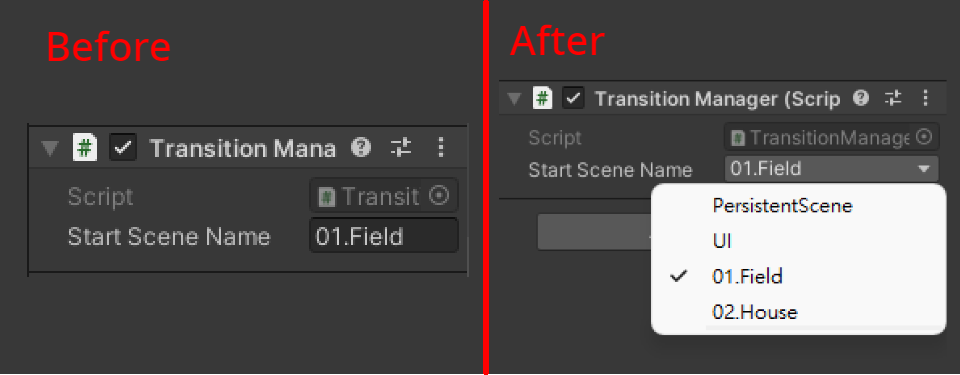 Before
# Transition Mana
Script
# Transit
Start Scene Name
01.Field
After
# Transition Manager (Scrip
Script
# TransitionManage
Start Scene Name
01.Field
PersistentScene
UI
01.Field
02.House